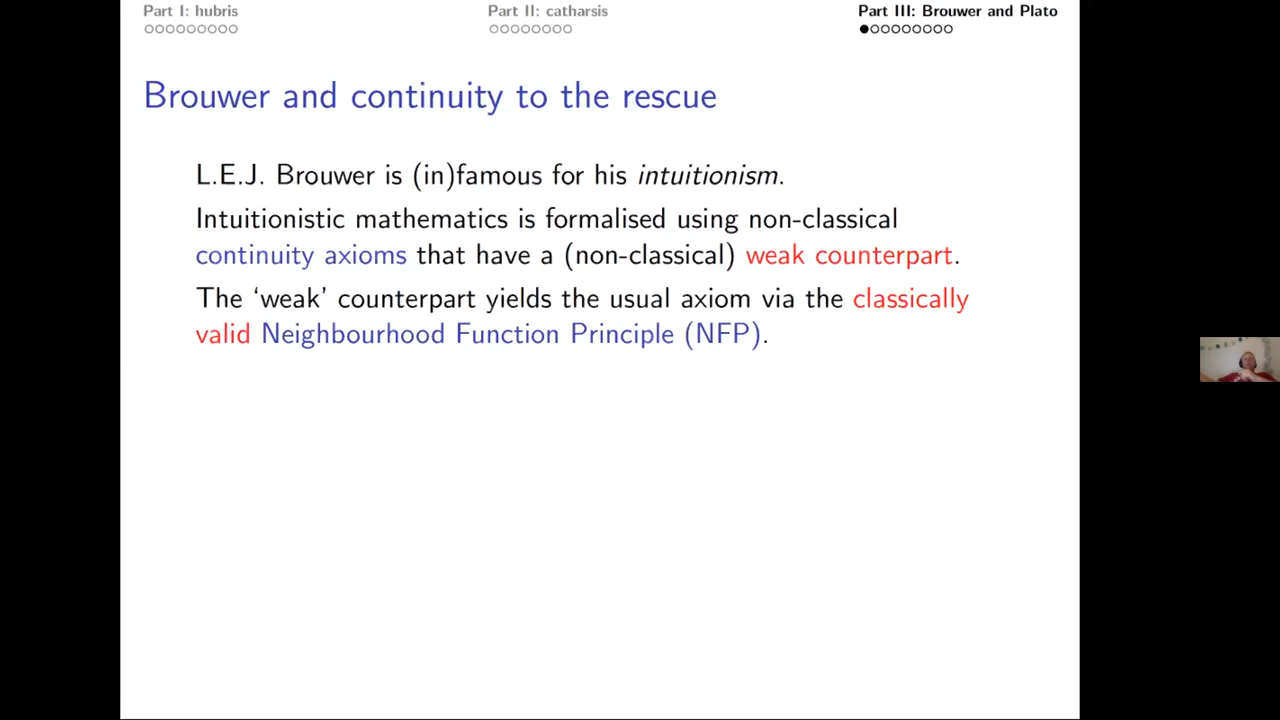 Part I: hubris
Part II: catharsis
Part III: Brouwer and Plato
Brouwer and continuity to the rescue
L.E.J. Brouwer is (in)famous for his intuitionism.
Intuitionistic mathematics is formalised using non-classical
continuity axioms that have a (non-classical) weak counterpart.
The ‘weak’ counterpart yields the usual axiom via the classically
valid Neighbourhood Function Principle (NFP).